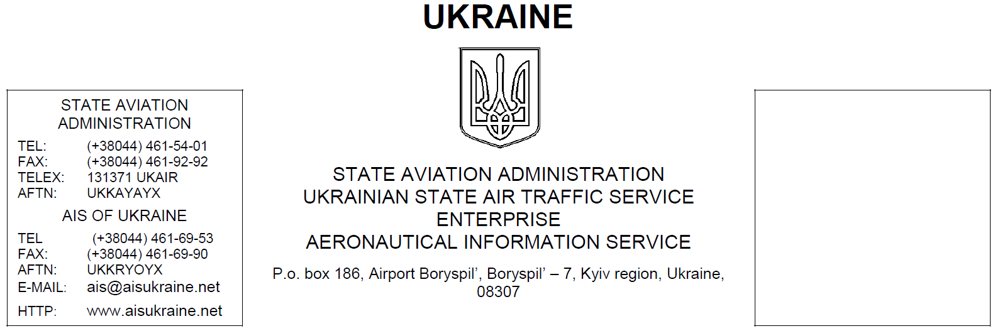 UKRAINE
STATE AVIATION
ADMINISTRATION
TEL: (+38044) 461-54-01
FAX: (+38044) 461-92-92
TELEX: 131371 UKAIR
AFTN: UKKAYAYX
AIS OF UKRAINE
TEL (+38044) 461-69-53
FAX: (+38044) 461-69-90
AFTN: UKKRYOYX
E-MAIL: ais@aisukraine.net
HTTP: www.aisukraine.net
STATE AVIATION ADMINISTRATION
UKRAINIAN STATE AIR TRAFFIC SERVICE
ENTERPRISE
AERONAUTICAL INFORMATION SERVICE
P.o. box 186, Airport Boryspil’, Boryspil’ – 7, Kyiv region, Ukraine,
08307